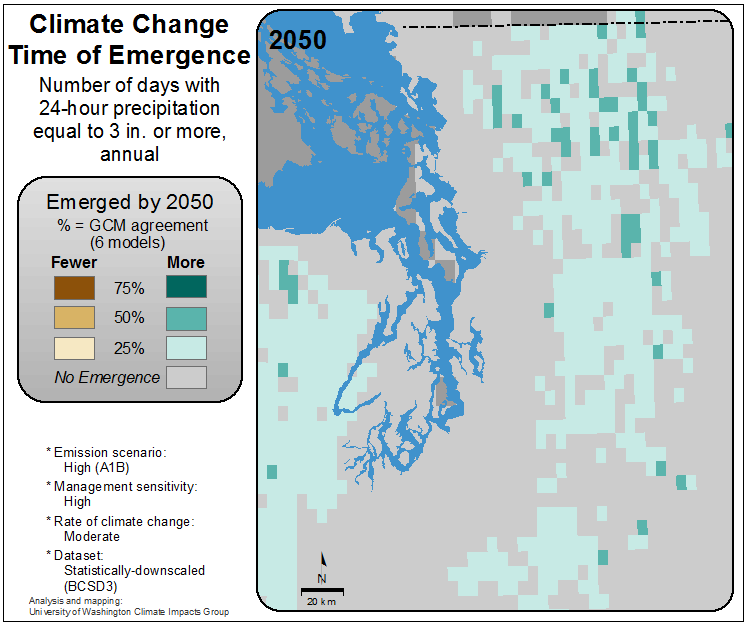 Climate Change
Time of Emergence
Number of days with
24-hour precipitation
equal to 3 in. or more,
annual
Emerged by 2050
% = GCM agreement
(6 models)
Fewer More
75%
50%
25%
No Emergence
* Emission scenario:
High (A1B)
* Management sensitivity:
High
* Rate of climate change:
Moderate
* Dataset:
Statistically-downscaled
(BCSD3)
Analysis and mapping:
University of Washington Climate Impacts Group
2050
N
20 km